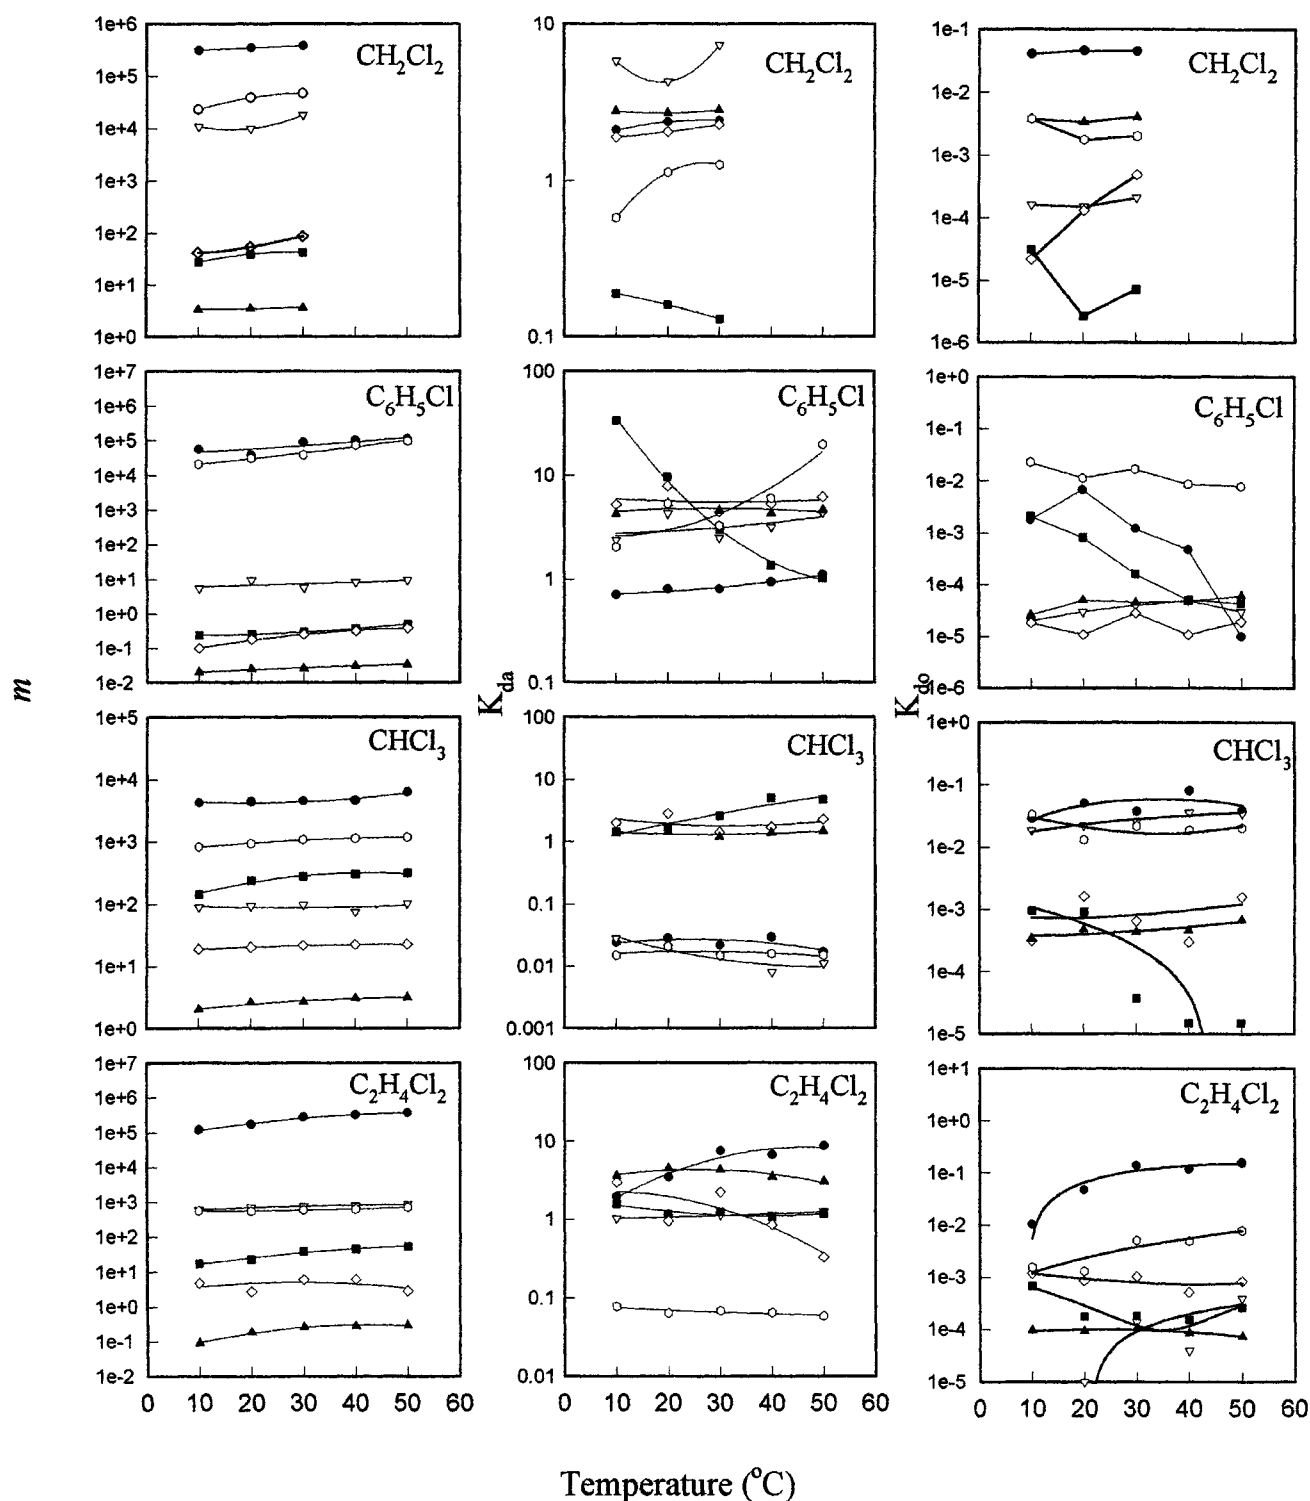 m
1e+6
1e+5
1e+4
1e+3
1e+2
1e+1
1e+0
CH2Cl2
10
1
0.1
CH2Cl2
1e-1
1e-2
1e-3
1e-4
1e-5
1e-6
CH2Cl2
1e+7
1e+6
1e+5
1e+4
1e+3
1e+2
1e+1
1e+0
1e-1
1e-2
C6H5Cl
Kda
100
10
1
0.1
C6H5Cl
Kdo
1e+0
1e-1
1e-2
1e-3
1e-4
1e-5
1e-6
C6H5Cl
1e+5
1e+4
1e+3
1e+2
1e+1
1e+0
CHCl3
100
10
1
0.1
0.01
0.001
CHCl3
1e+0
1e-1
1e-2
1e-3
1e-4
1e-5
CHCl3
1e+7
1e+6
1e+5
1e+4
1e+3
1e+2
1e+1
1e+0
1e-1
1e-2
C2H4Cl2
0 10 20 30 40 50 60
100
10
1
0.1
0.01
C2H4Cl2
0 10 20 30 40 50 60
1e+1
1e+0
1e-1
1e-2
1e-3
1e-4
1e-5
C2H4Cl2
0 10 20 30 40 50 60
Temperature (°C)